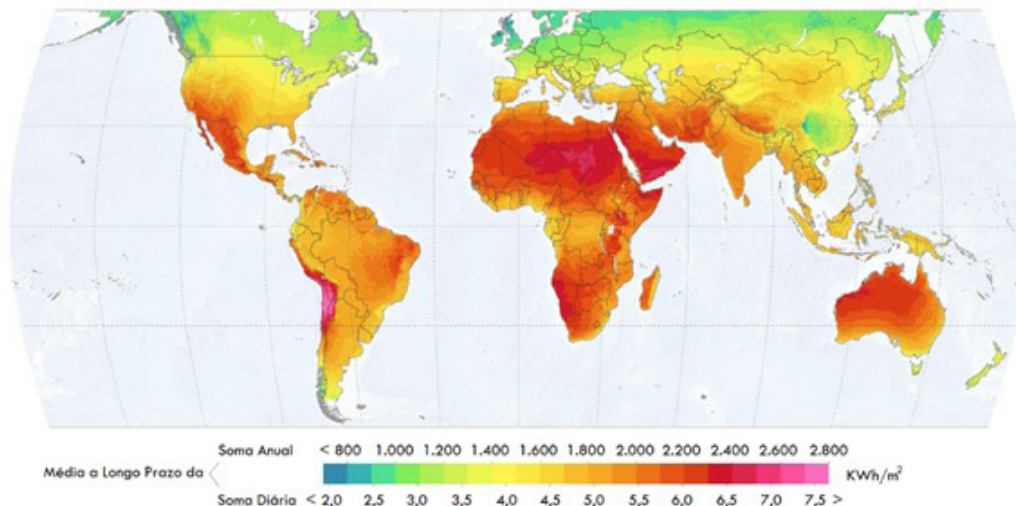 Soma Anual < 800 1.000 1.200 1.400 1.600 1.800 2.000 2.200 2.400 2.600 2.800
Média a Longo Prazo da KWh/m²
Soma Diária < 2,0 2,5 3,0 3,5 4,0 4,5 5,0 5,5 6,0 6,5 7,0 7,5 >